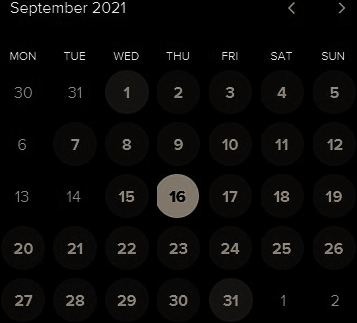 September 2021
MON TUE WED THU FRI SAT SUN
30 31 1 2 3 4 5
6 7 8 9 10 11 12
13 14 15 16 17 18 19
20 21 22 23 24 25 26
27 28 29 30 31 1 2